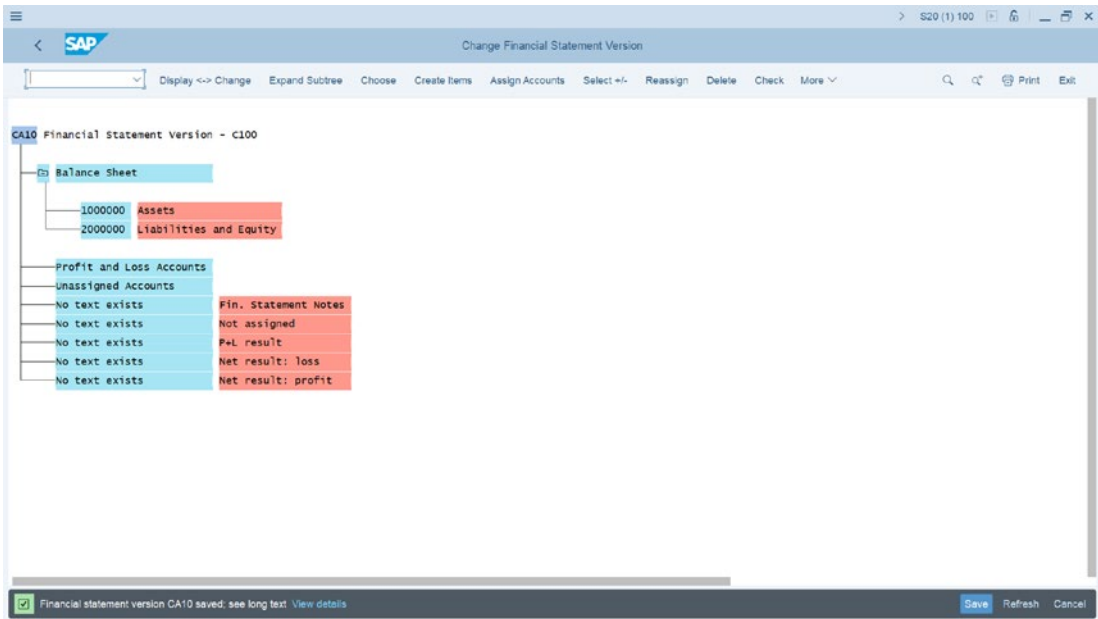 S20 (1) 100
SAP
Change Financial Statement Version
Display <-> Change Expand Subtree Choose Create Items Assign Accounts Select +/- Reassign Delete Check More Print Exit
CA10 Financial Statement Version - C100
Balance Sheet
1000000 Assets
2000000 Liabilities and Equity
Profit and Loss Accounts
Unassigned Accounts
No text exists Fin. Statement Notes
No text exists Not assigned
No text exists P+L result
No text exists Net result: loss
No text exists Net result: profit
Financial statement version CA10 saved; see long text View details Save Refresh Cancel